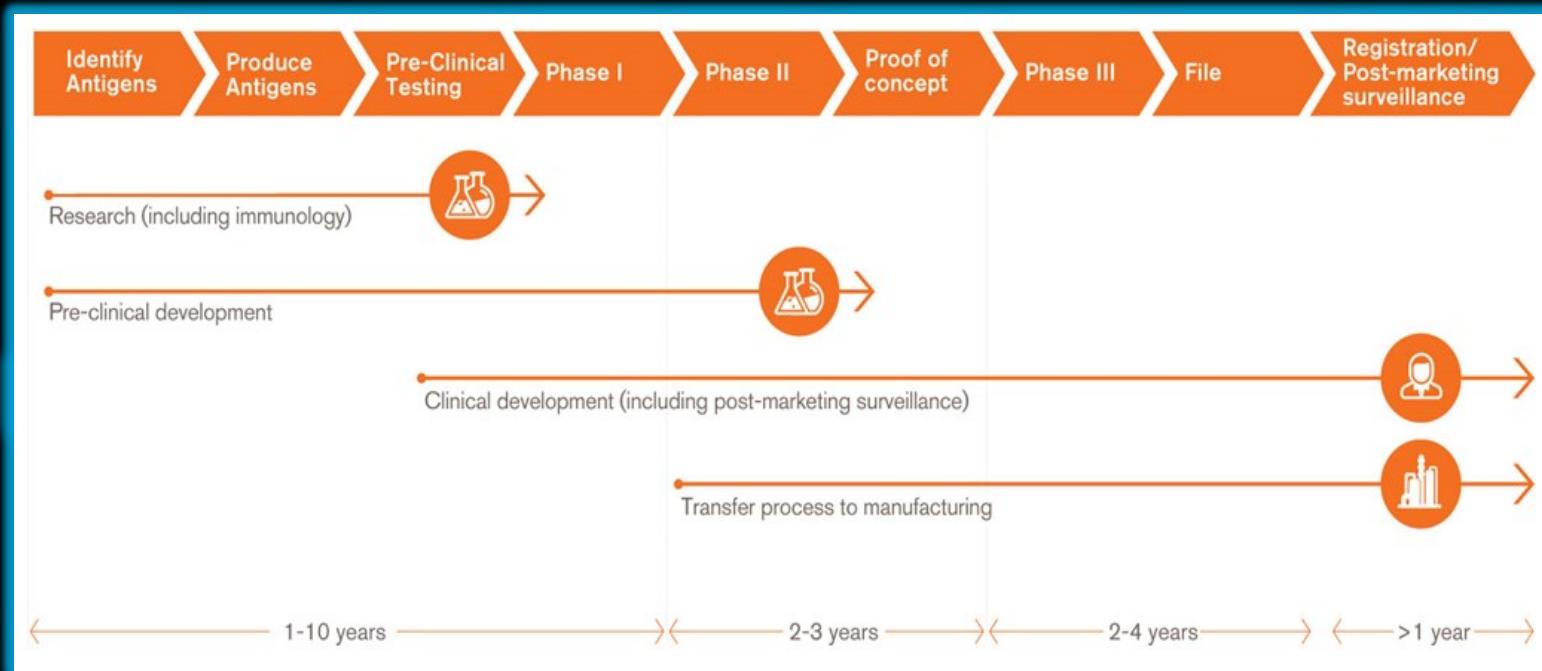 Identify
Antigens
Produce
Antigens
Pre-Clinical
Testing
Phase I
Phase II
Proof of
concept
Phase III
File
Registration/
Post-marketing
surveillance
Research (including immunology)
Pre-clinical development
Clinical development (including post-marketing surveillance)
Transfer process to manufacturing
1-10 years
2-3 years
2-4 years
>1 year